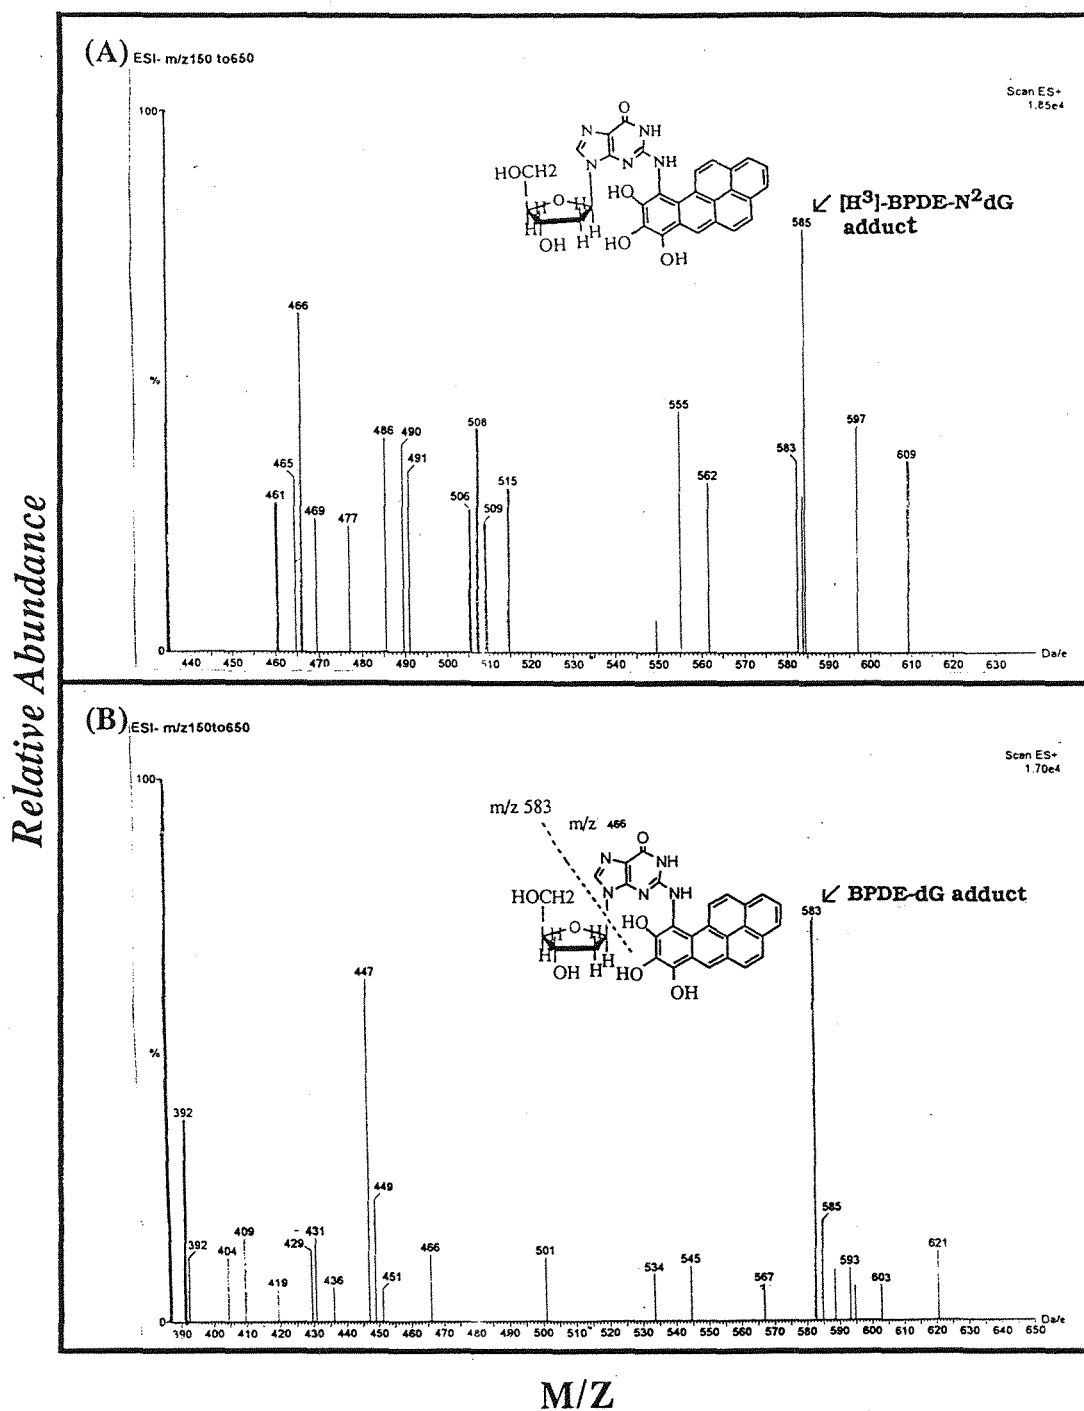 Relative Abundance
(A) ESI- m/z150 to650
Scan ES+
1.85e4
100
%
0
O
N
NH
N
N
NH
HOCH2
O
HO
H
H
OH
H
H
HO
OH
[H³]-BPDE-N²dG
adduct
461
465
466
469
477
486
490
491
506
508
509
515
555
562
583
585
597
609
440 450 460 470 480 490 500 510 520 530 540 550 560 570 580 590 600 610 620 630 Da/e
(B) ESI- m/z150to650
Scan ES+
1.70e4
100
%
0
m/z 583
m/z 466
O
N
NH
N
N
NH
HOCH2
O
HO
H
H
OH
H
H
HO
OH
BPDE-dG adduct
392
392
404
409
419
429
431
436
447
449
451
466
501
534
545
567
583
585
593
603
621
390 400 410 420 430 440 450 460 470 480 490 500 510 520 530 540 550 560 570 580 590 600 610 620 630 640 650 Da/e
M/Z